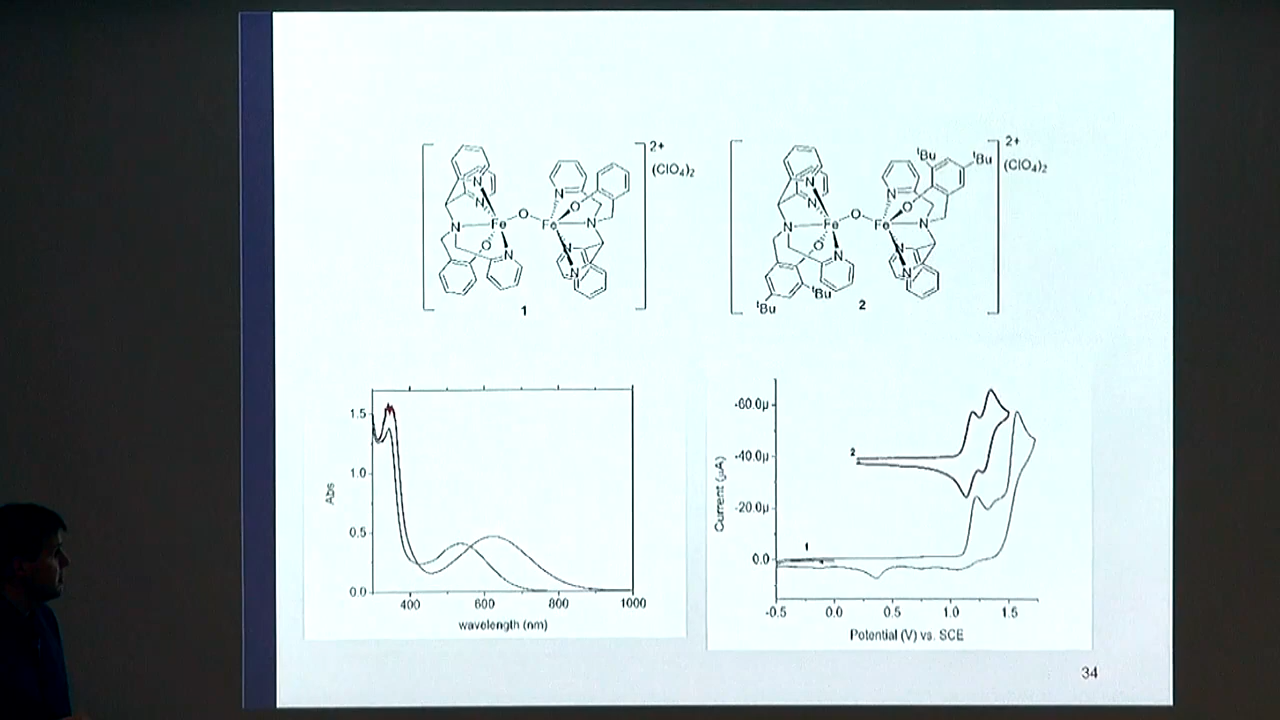 2+
(ClO4)2
N
N
N
Fe
O
Fe
N
O
N
O
N
N
N
1
2+
(ClO4)2
tBu
tBu
N
N
N
Fe
O
Fe
N
O
N
O
N
N
tBu
tBu
2
1.5
1.0
0.5
0.0
Abs
400
600
800
1000
wavelength (nm)
-60.0µ
-40.0µ
-20.0µ
0.0
Current (µA)
2
1
-0.5
0.0
0.5
1.0
1.5
Potential (V) vs. SCE
34